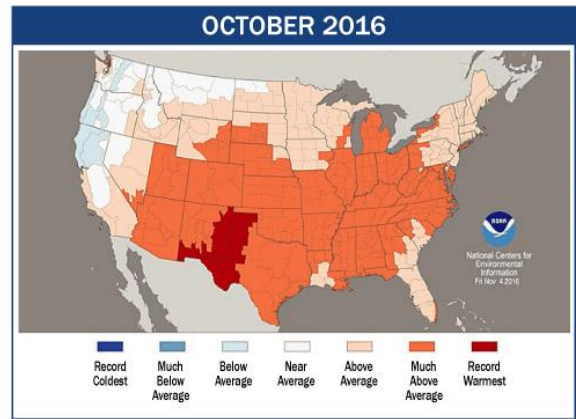 OCTOBER 2016
NOAA
National Centers for
Environmental
Information
Fri Nov 4 2016
Record
Coldest
Much
Below
Average
Below
Average
Near
Average
Above
Average
Much
Above
Average
Record
Warmest